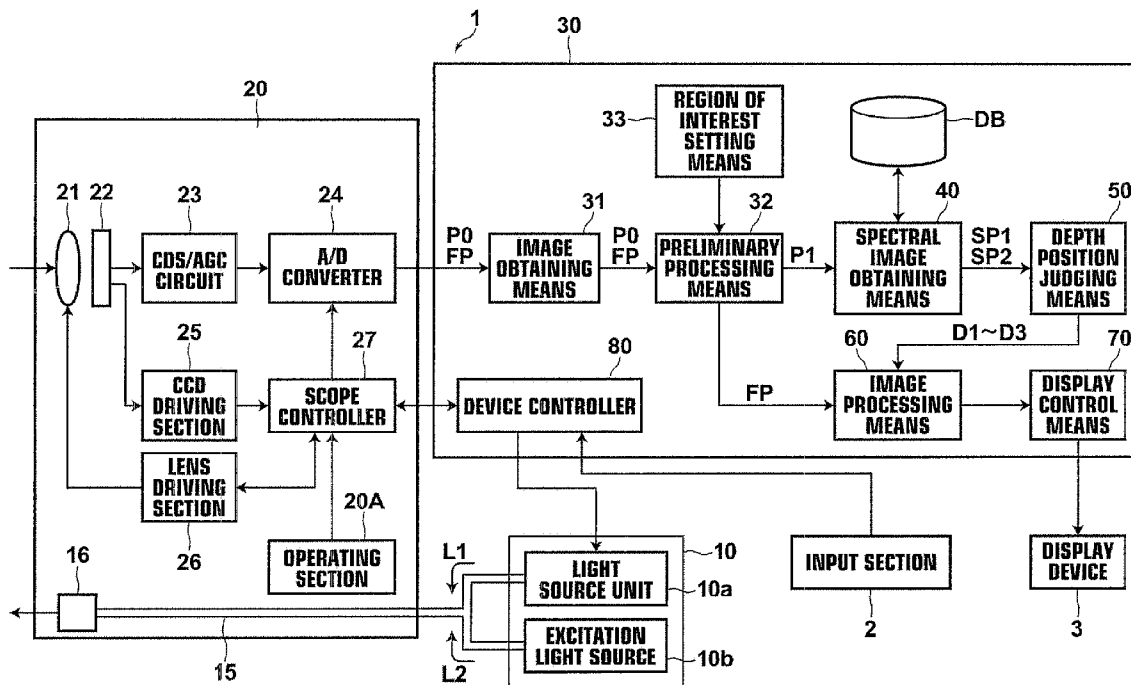 1
30
20
33
REGION OF
INTEREST
SETTING
MEANS
DB
21
22
23
24
31
32
40
50
CDS/AGC
CIRCUIT
A/D
CONVERTER
P0
FP
IMAGE
OBTAINING
MEANS
P0
FP
PRELIMINARY
PROCESSING
MEANS
P1
SPECTRAL
IMAGE
OBTAINING
MEANS
SP1
SP2
DEPTH
POSITION
JUDGING
MEANS
25
27
80
60
D1~D3
70
CCD
DRIVING
SECTION
SCOPE
CONTROLLER
DEVICE CONTROLLER
FP
IMAGE
PROCESSING
MEANS
DISPLAY
CONTROL
MEANS
LENS
DRIVING
SECTION
26
20A
OPERATING
SECTION
16
15
L1
L2
10
LIGHT
SOURCE UNIT
10a
EXCITATION
LIGHT SOURCE
10b
INPUT SECTION
2
DISPLAY
DEVICE
3